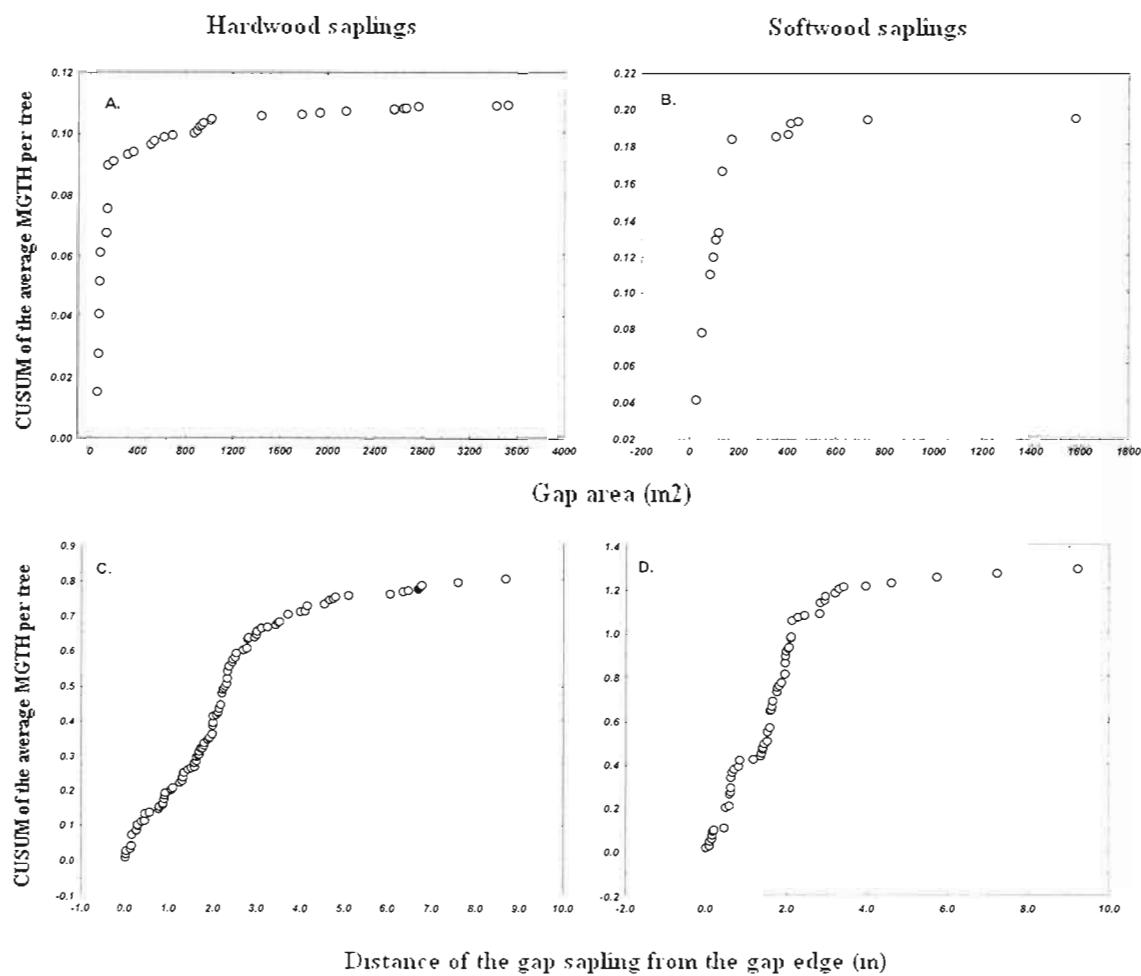 Hardwood saplings
Softwood saplings
CUSUM of the average MGTH per tree
A.
0.12
0.10
0.08
0.06
0.04
0.02
0.00
0 400 800 1200 1600 2000 2400 2800 3200 3600 4000
B.
0.22
0.20
0.18
0.16
0.14
0.12
0.10
0.08
0.06
0.04
0.02
-200 0 200 400 600 800 1000 1200 1400 1600 1800
Gap area (m2)
CUSUM of the average MGTH per tree
C.
0.9
0.8
0.7
0.6
0.5
0.4
0.3
0.2
0.1
0.0
-0.1
-1.0 0.0 1.0 2.0 3.0 4.0 5.0 6.0 7.0 8.0 9.0 10.0
D.
1.4
1.2
1.0
0.8
0.6
0.4
0.2
0.0
-0.2
-2.0 0.0 2.0 4.0 6.0 8.0 10.0
Distance of the gap sapling from the gap edge (m)